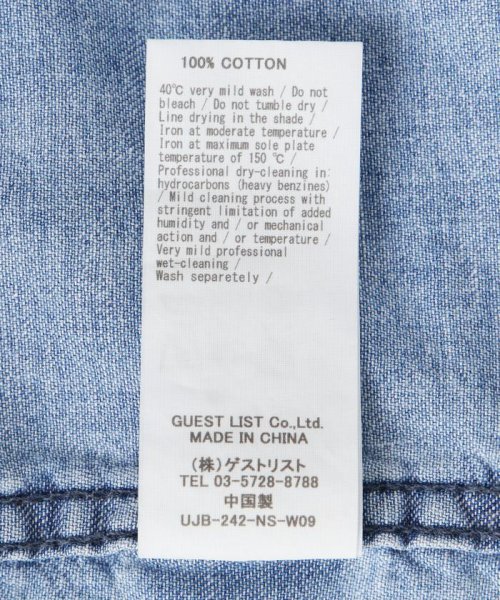 100% COTTON
40℃ very mild wash / Do not
bleach / Do not tumble dry /
Line drying in the shade /
Iron at moderate temperature /
Iron at maximum sole plate
temperature of 150 ℃ /
Professional dry-cleaning in:
hydrocarbons (heavy benzines)
/ Mild cleaning process with
stringent limitation of added
humidity and / or mechanical
action and / or temperature /
Very mild professional
wet-cleaning /
Wash separetely /
GUEST LIST Co.,Ltd.
MADE IN CHINA
(株)ゲストリスト
TEL 03-5728-8788
中国製
UJB-242-NS-W09